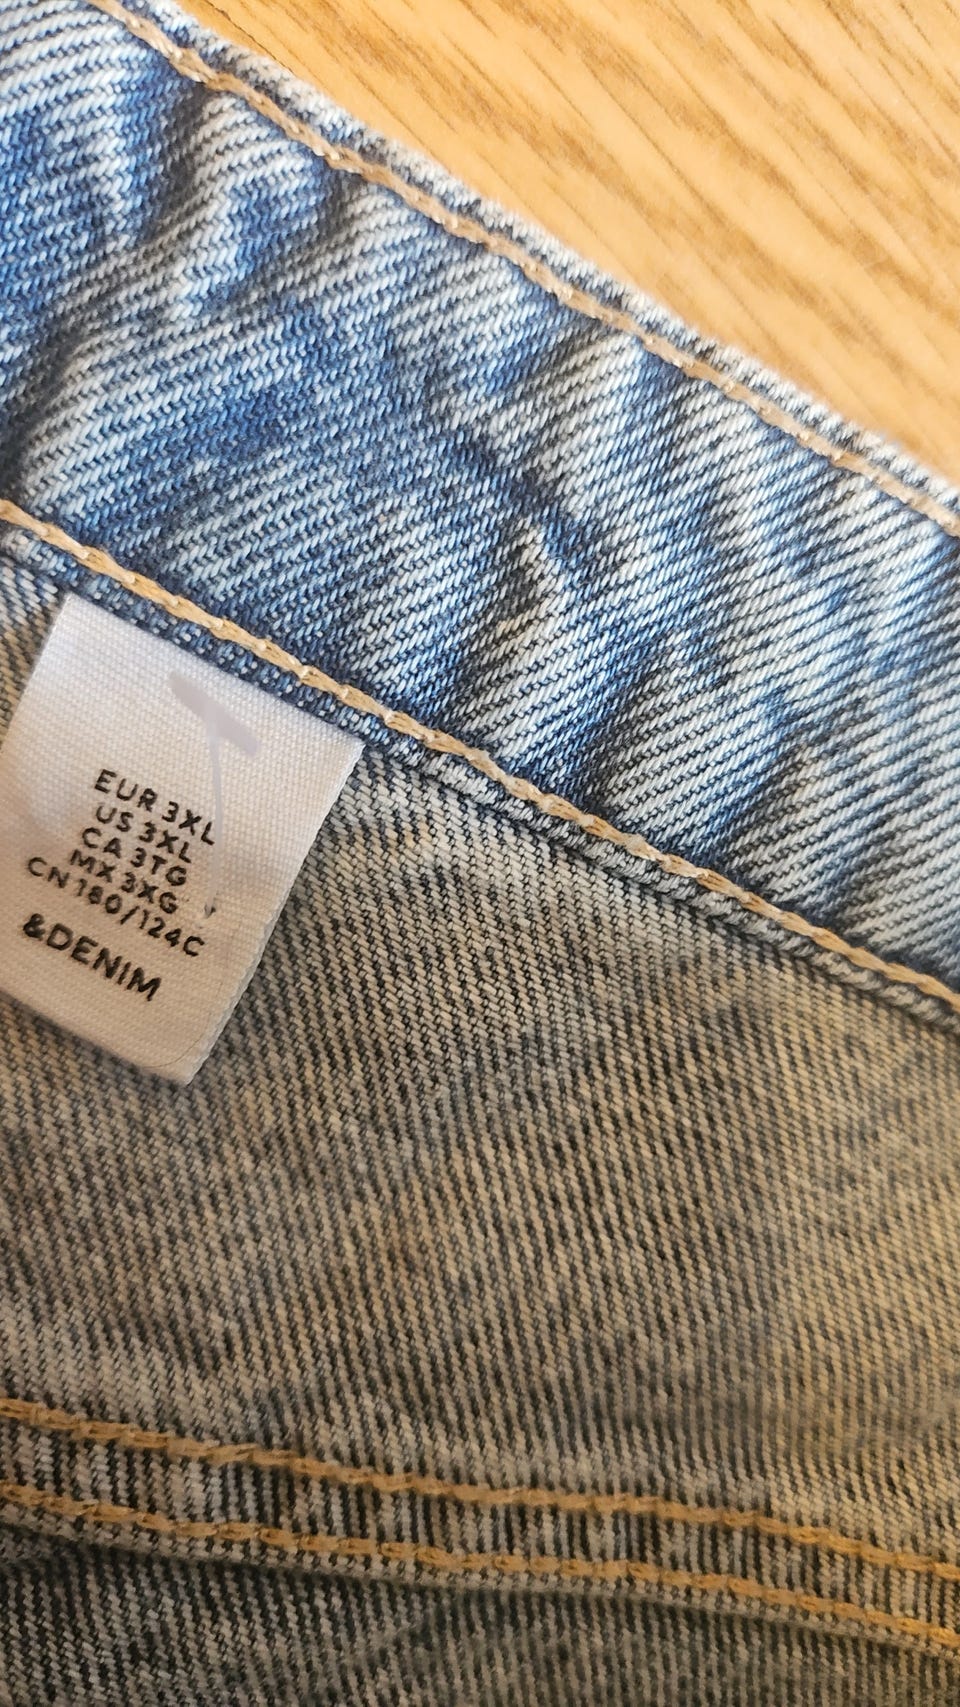 EUR 3XL
US 3XL
CA 3TG
MX 3XG
CN 180/124C
&DENIM